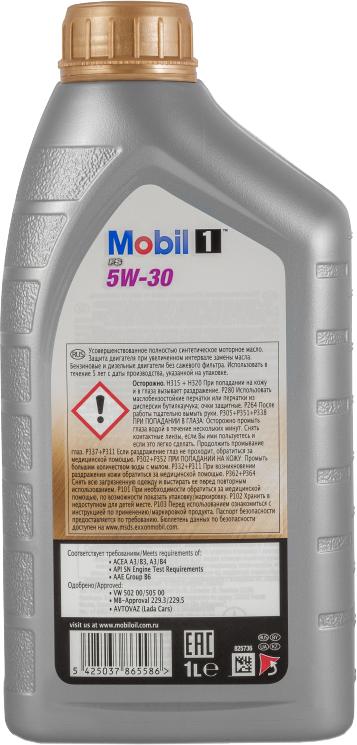 Mobil 1™
FS
5W-30
RUS Усовершенствованное полностью синтетическое моторное масло.
Защита двигателя при увеличенном интервале замены масла.
Бензиновые и дизельные двигатели без сажевого фильтра. Использовать в
течение 5 лет с даты производства, указанной на упаковке.
Осторожно. H315 + H320 При попадании на кожу
и в глаза вызывает раздражение. P280 Использовать
маслобензостойкие перчатки или перчатки из
дисперсии бутилкаучука; очки защитные. P264 После
работы тщательно вымыть руки. P305+P351+P338
ПРИ ПОПАДАНИИ В ГЛАЗА: Осторожно промыть
глаза водой в течение нескольких минут. Снять
контактные линзы, если Вы ими пользуетесь и
если это легко сделать. Продолжить промывание
глаз. P337+P311 Если раздражение глаз не проходит, обратиться за
медицинской помощью. P302+P352 ПРИ ПОПАДАНИИ НА КОЖУ: Промыть
большим количеством воды с мылом. P332+P311 При возникновении
раздражения кожи обратиться за медицинской помощью. P362+P364
Снять всю загрязненную одежду и выстирать ее перед повторным
использованием. P101 При необходимости обратиться за медицинской
помощью, по возможности показать упаковку/маркировку. P102 Хранить в
недоступном для детей месте. P103 Перед использованием ознакомиться с
инструкцией по применению/маркировкой продукта. Паспорт безопасности
предоставляется по требованию. Бюллетень данных по безопасности доступен на
www.msds.exxonmobil.com
Соответствует требованиям/Meets requirements of:
• ACEA A3/B3, A3/B4
• API SN Engine Test Requirements
• AAE Group B6
Одобрено/Approved:
• VW 502 00/505 00
• MB-Approval 229.3/229.5
• AVTOVAZ (Lada Cars)
visit us at www.mobiloil.com.ru
5 425037 865586 >
EAC
1L e
825736
RUS BY
UA KZ
5